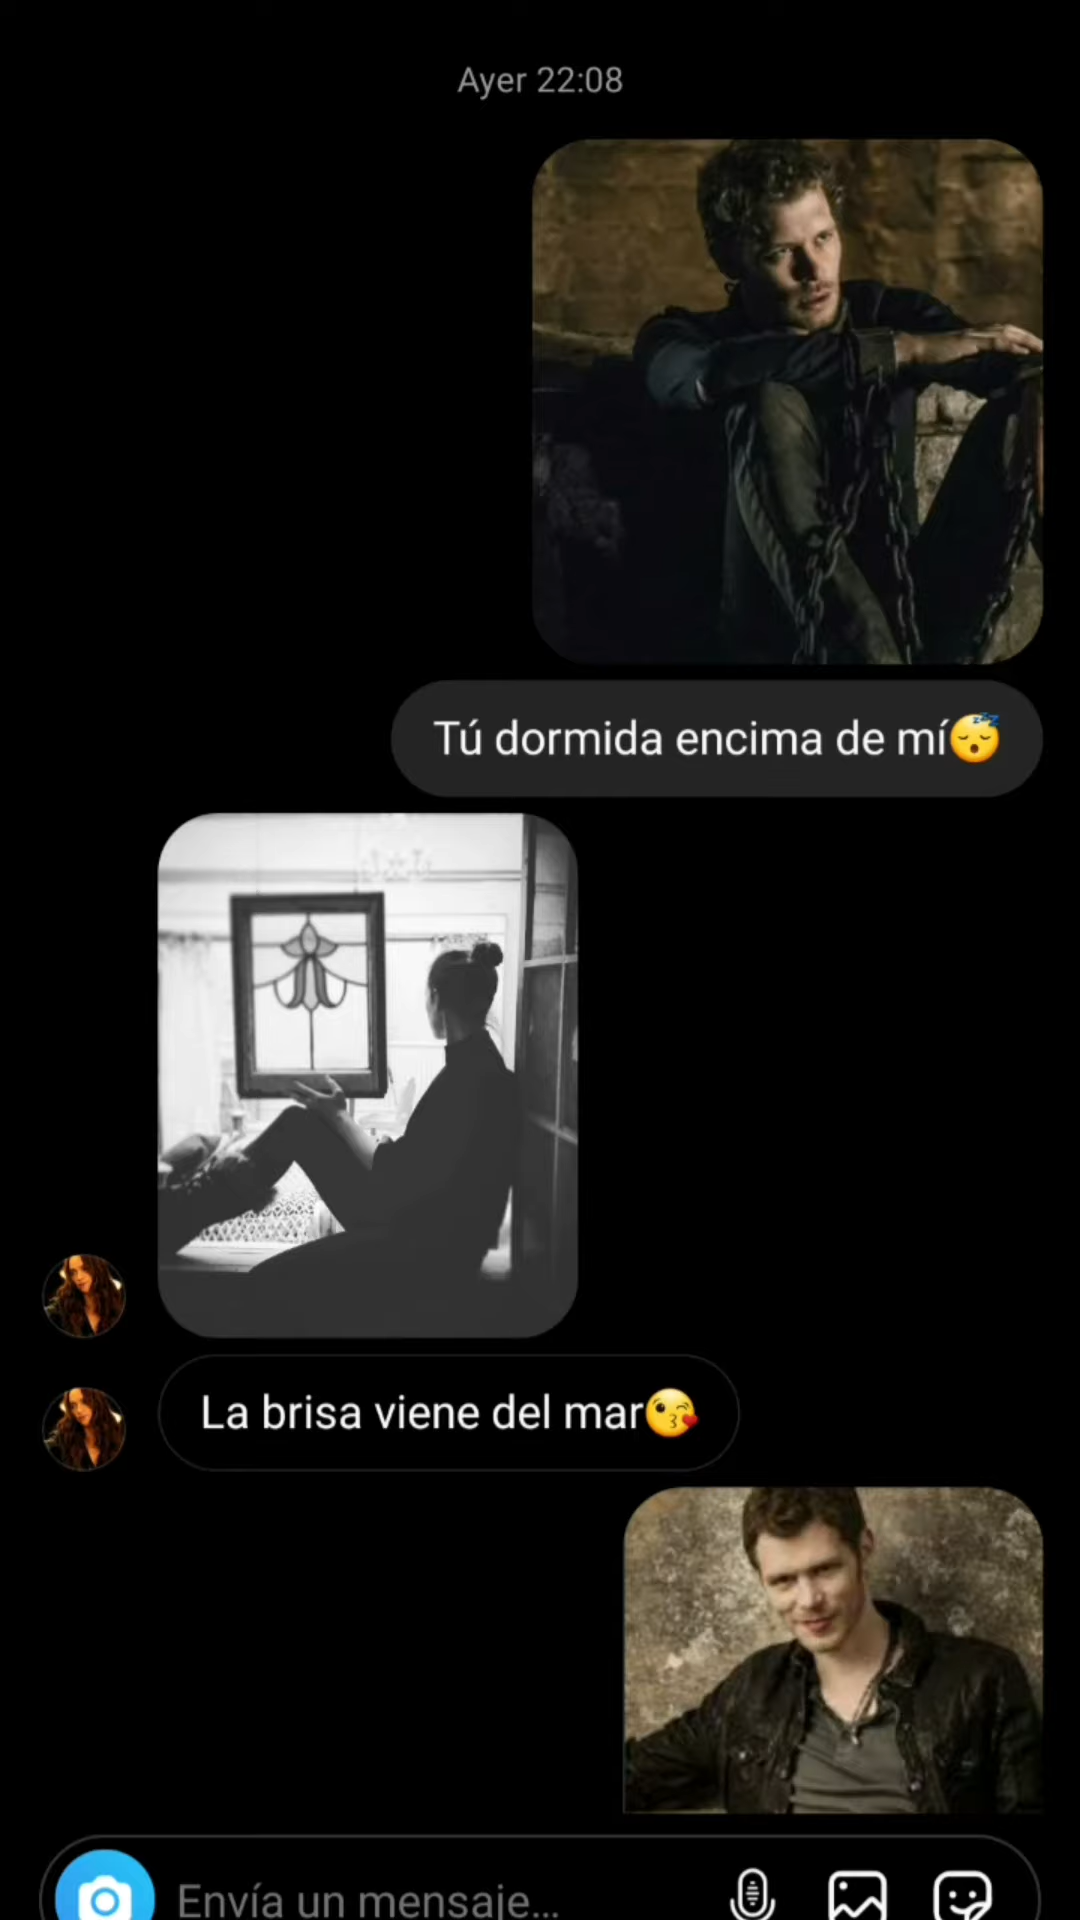 Ayer 22:08
Tú dormida encima de mí😴
La brisa viene del mar😘
Envía un mensaje...